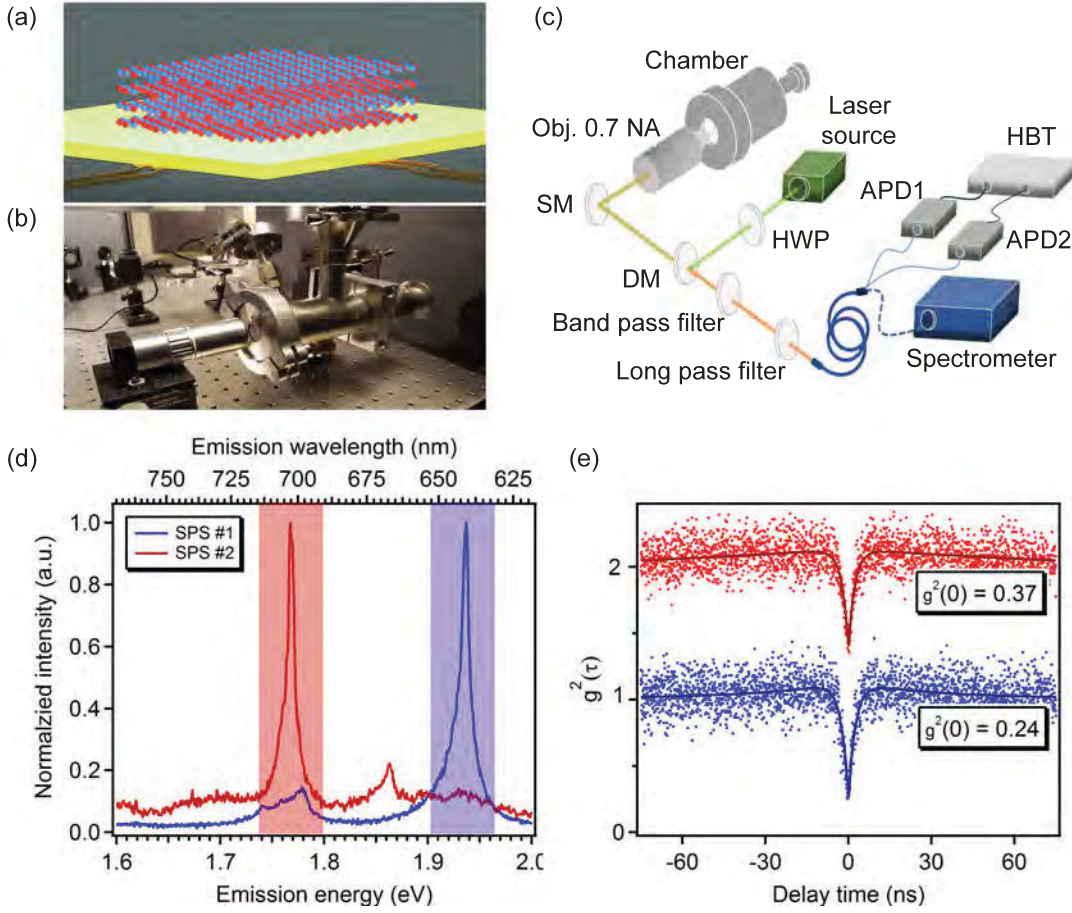 (a)
(b)
(c)
Chamber
Obj. 0.7 NA
Laser
source
HBT
APD1
SM
HWP
APD2
DM
Band pass filter
Long pass filter
Spectrometer
(d)
Emission wavelength (nm)
750 725 700 675 650 625
SPS #1
SPS #2
Normalzied intensity (a.u.)
1.0
0.8
0.6
0.4
0.2
0.0
1.6 1.7 1.8 1.9 2.0
Emission energy (eV)
(e)
g²(τ)
2
1
0
g²(0) = 0.37
g²(0) = 0.24
-60 -30 0 30 60
Delay time (ns)